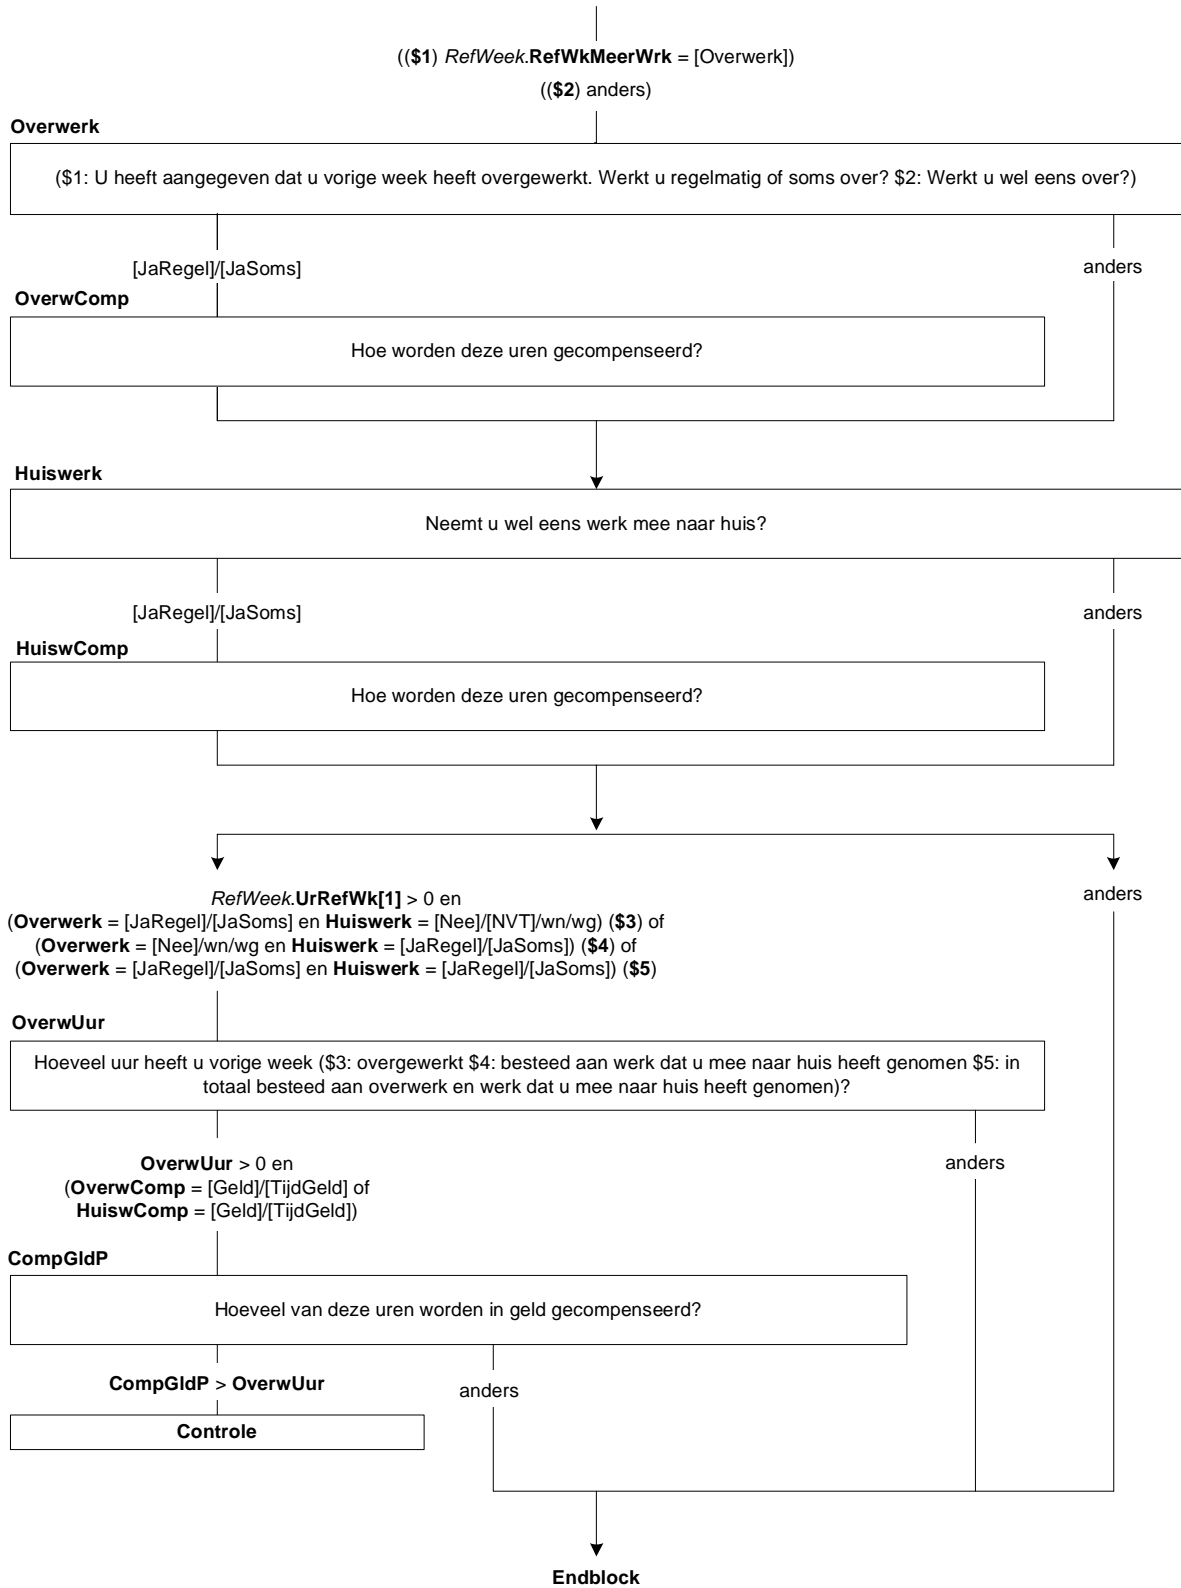 (($1) RefWeek.RefWkMeerWrk = [Overwerk])
(($2) anders)
Overwerk
($1: U heeft aangegeven dat u vorige week heeft overgewerkt. Werkt u regelmatig of soms over? $2: Werkt u wel eens over?)
[JaRegel]/[JaSoms]
anders
OverwComp
Hoe worden deze uren gecompenseerd?
Huiswerk
Neemt u wel eens werk mee naar huis?
[JaRegel]/[JaSoms]
anders
HuiswComp
Hoe worden deze uren gecompenseerd?
RefWeek.UrRefWk[1] > 0 en
(Overwerk = [JaRegel]/[JaSoms] en Huiswerk = [Nee]/[NVT]/wn/wg) ($3) of
(Overwerk = [Nee]/wn/wg en Huiswerk = [JaRegel]/[JaSoms]) ($4) of
(Overwerk = [JaRegel]/[JaSoms] en Huiswerk = [JaRegel]/[JaSoms]) ($5)
anders
OverwUur
Hoeveel uur heeft u vorige week ($3: overgewerkt $4: besteed aan werk dat u mee naar huis heeft genomen $5: in
totaal besteed aan overwerk en werk dat u mee naar huis heeft genomen)?
OverwUur > 0 en
(OverwComp = [Geld]/[TijdGeld] of
HuiswComp = [Geld]/[TijdGeld])
anders
CompGldP
Hoeveel van deze uren worden in geld gecompenseerd?
CompGldP > OverwUur
anders
Controle
Endblock